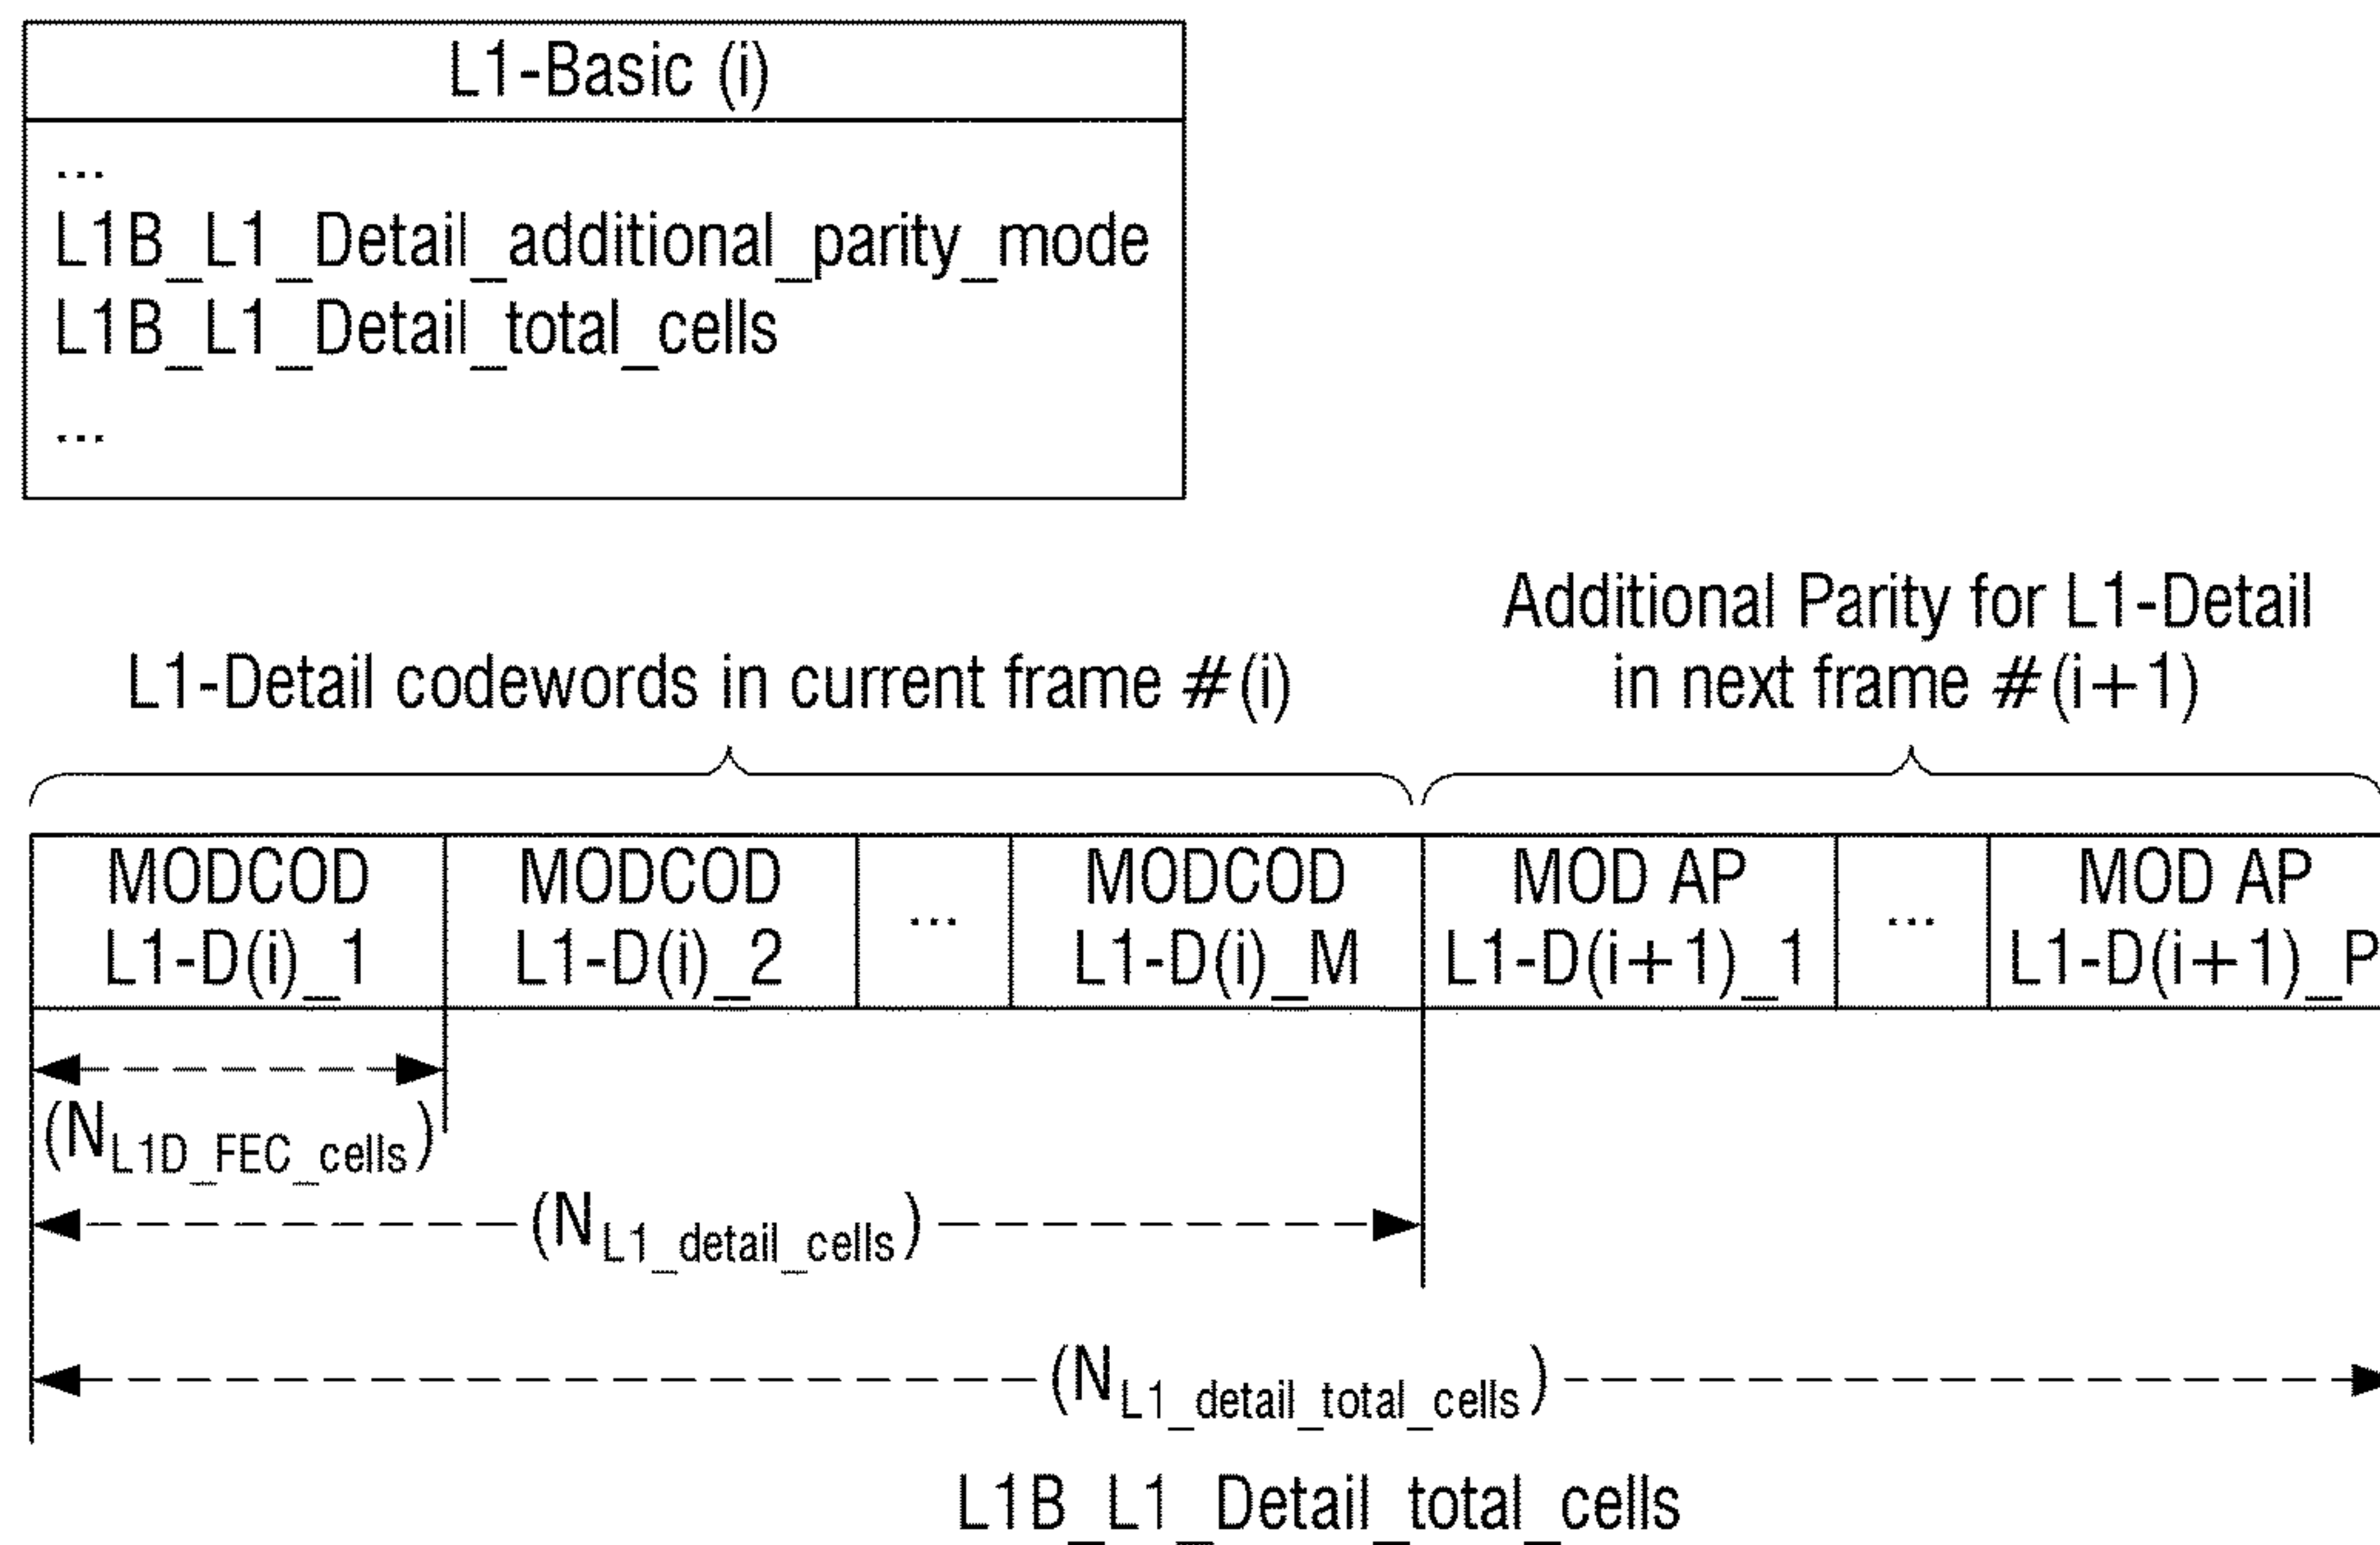 L1-Basic (i)
...
L1B_L1_Detail_additional_parity_mode
L1B_L1_Detail_total_cells
...
L1-Detail codewords in current frame #(i)
Additional Parity for L1-Detail
in next frame #(i+1)
MODCOD
L1-D(i)_1
MODCOD
L1-D(i)_2
...
MODCOD
L1-D(i)_M
MOD AP
L1-D(i+1)_1
...
MOD AP
L1-D(i+1)_P
(NL1D_FEC_cells)
(NL1_detail_cells)
(NL1_detail_total_cells)
L1B_L1_Detail_total_cells